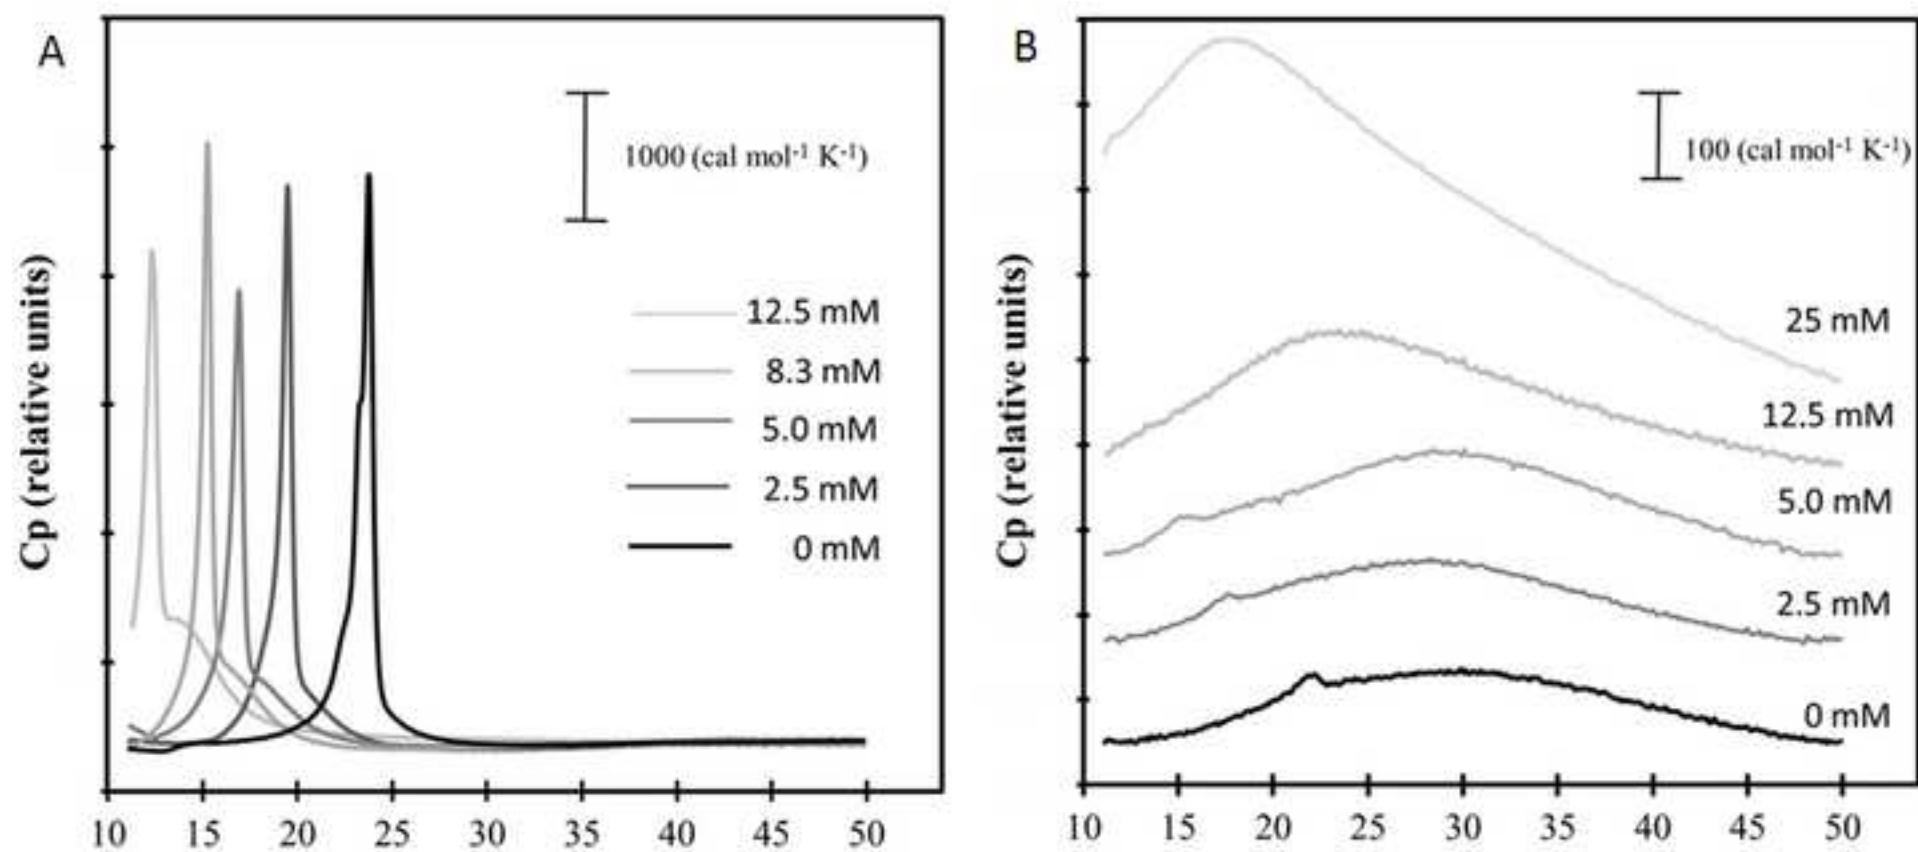 A
1000 (cal mol⁻¹ K⁻¹)
Cp (relative units)
12.5 mM
8.3 mM
5.0 mM
2.5 mM
0 mM
10 15 20 25 30 35 40 45 50
B
100 (cal mol⁻¹ K⁻¹)
Cp (relative units)
25 mM
12.5 mM
5.0 mM
2.5 mM
0 mM
10 15 20 25 30 35 40 45 50